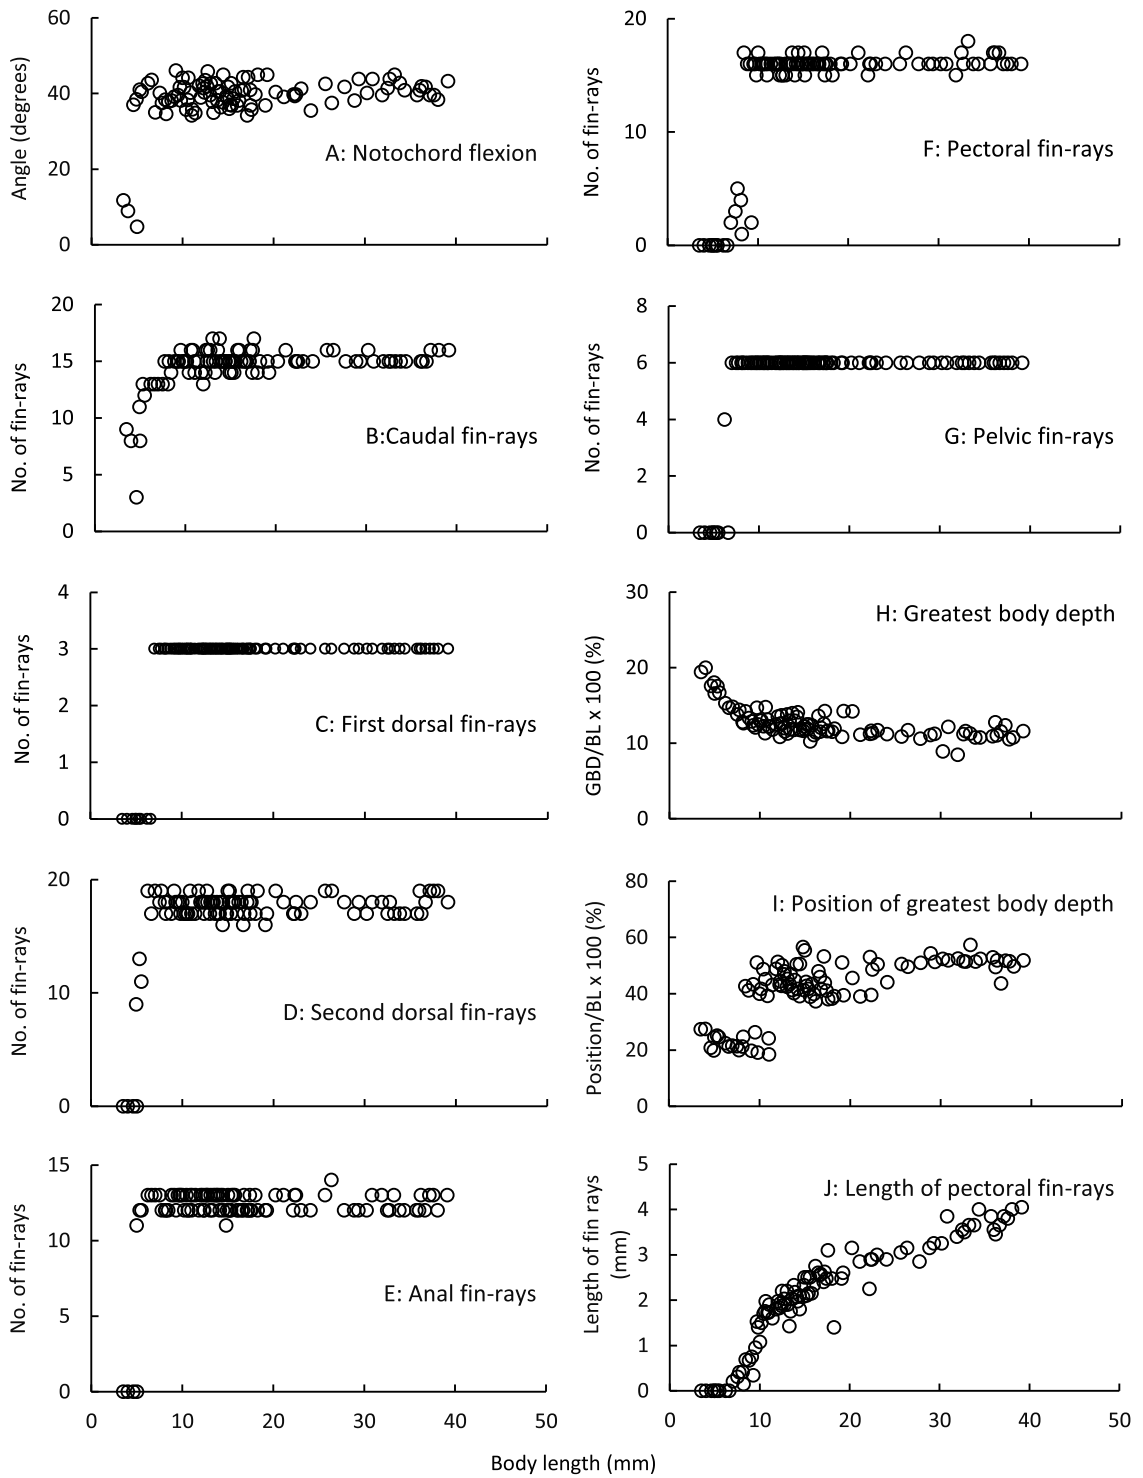 60
40
20
0
Angle (degrees)
A: Notochord flexion
20
10
0
No. of fin-rays
F: Pectoral fin-rays
20
15
10
5
0
No. of fin-rays
B:Caudal fin-rays
8
6
4
2
0
No. of fin-rays
G: Pelvic fin-rays
4
3
2
1
0
No. of fin-rays
C: First dorsal fin-rays
30
20
10
0
GBD/BL x 100 (%)
H: Greatest body depth
20
10
0
No. of fin-rays
D: Second dorsal fin-rays
80
60
40
20
0
Position/BL x 100 (%)
I: Position of greatest body depth
15
10
5
0
No. of fin-rays
E: Anal fin-rays
0 10 20 30 40 50
5
4
3
2
1
0
Length of fin rays
(mm)
J: Length of pectoral fin-rays
0 10 20 30 40 50
Body length (mm)